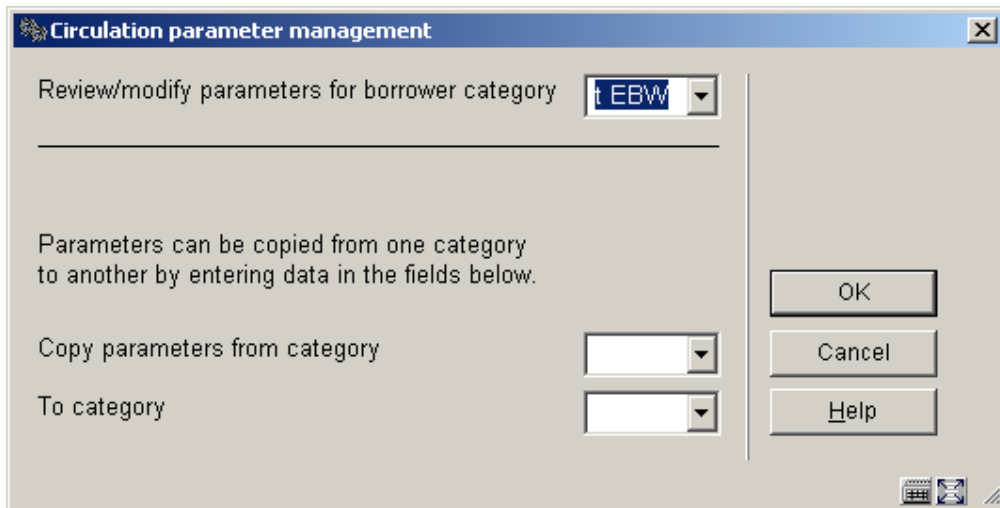 Circulation parameter management
Review/modify parameters for borrower category
t EBW
Parameters can be copied from one category
to another by entering data in the fields below.
OK
Copy parameters from category
Cancel
To category
Help